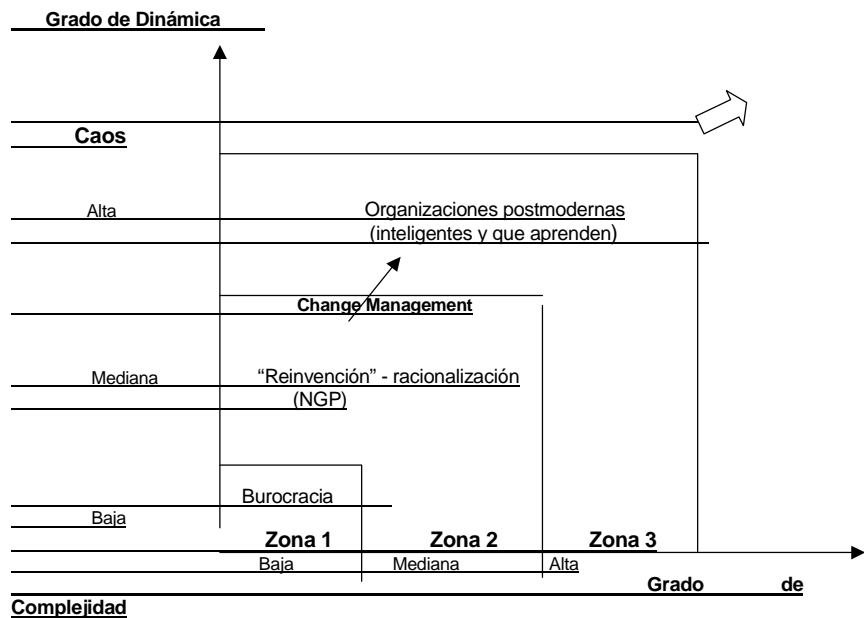 Grado de Dinámica
Caos
Alta
Organizaciones postmodernas
(inteligentes y que aprenden)
Change Management
Mediana
“Reinvención” - racionalización
(NGP)
Burocracia
Baja
Zona 1 Zona 2 Zona 3
Baja Mediana Alta
Grado de
Complejidad